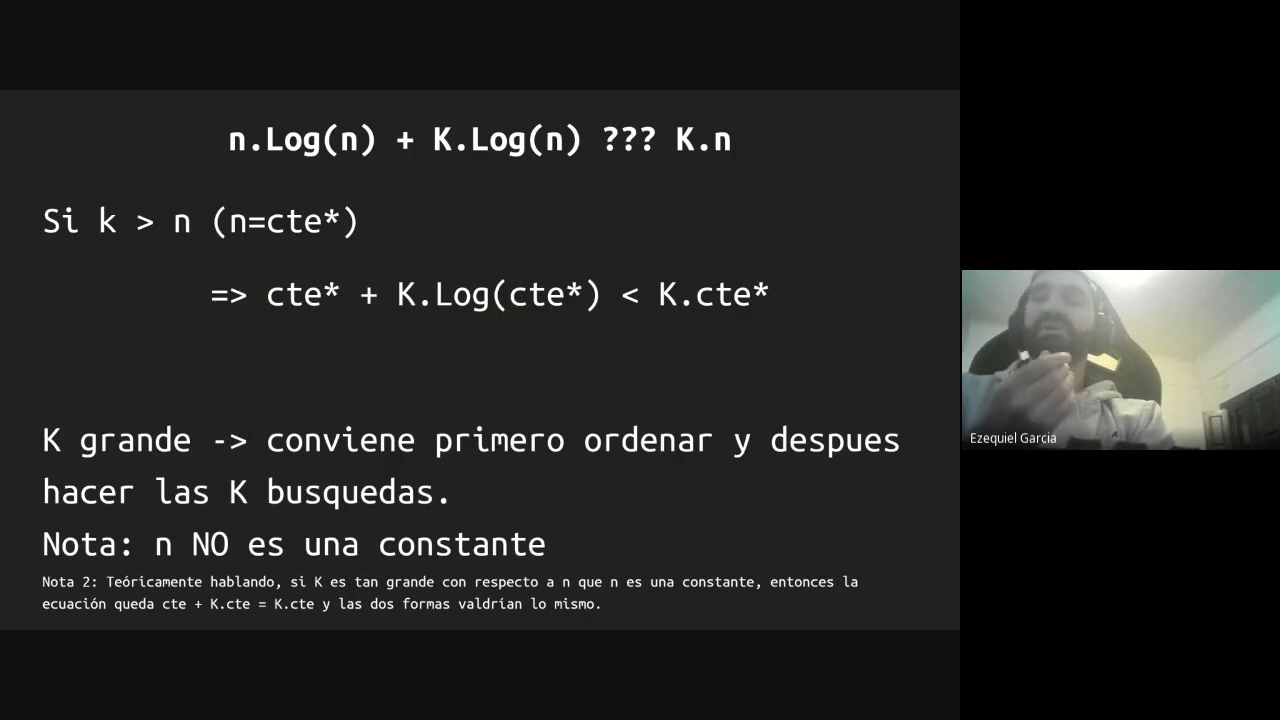 n.Log(n) + K.Log(n) ??? K.n
Si k > n (n=cte*)
=> cte* + K.Log(cte*) < K.cte*
K grande -> conviene primero ordenar y despues
hacer las K busquedas.
Nota: n NO es una constante
Nota 2: Teóricamente hablando, si K es tan grande con respecto a n que n es una constante, entonces la
ecuación queda cte + K.cte = K.cte y las dos formas valdrían lo mismo.
Ezequiel Garcia